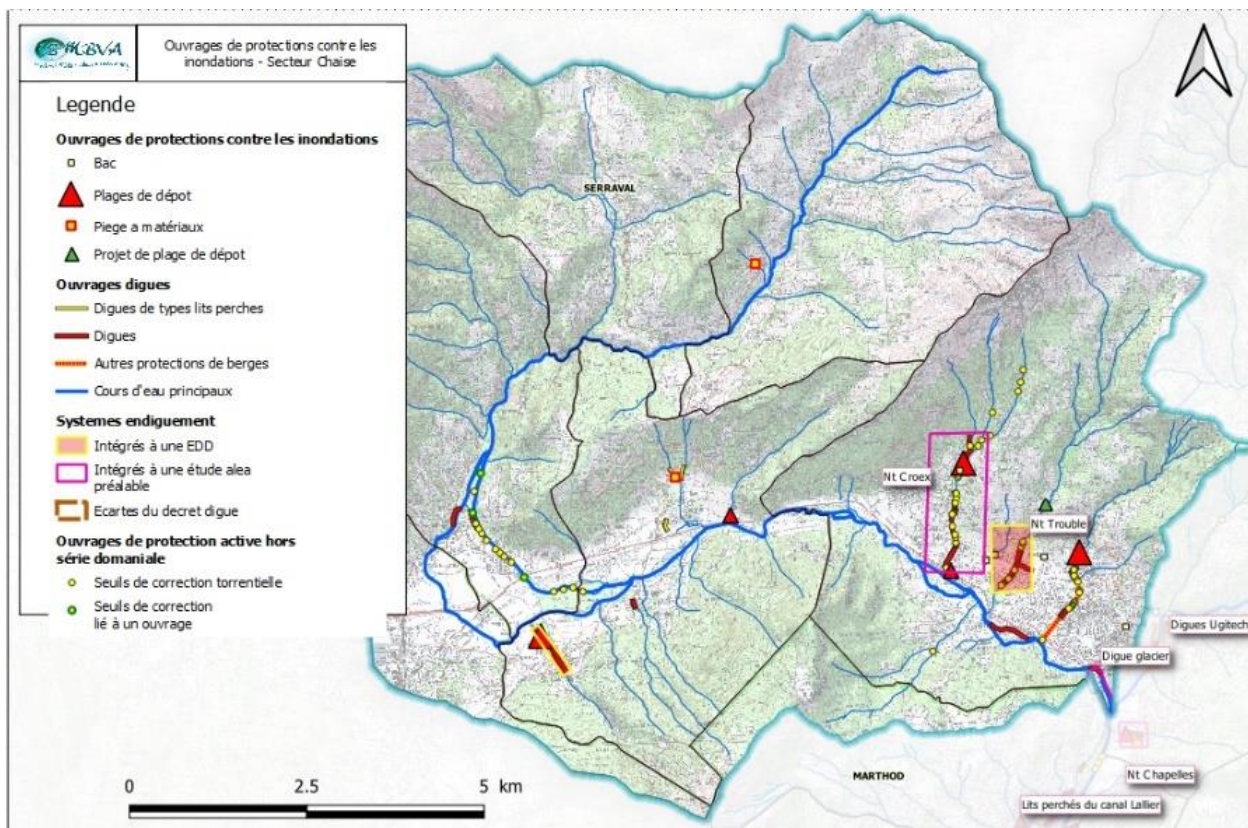 Ouvrages de protections contre les
inondations - Secteur Chaise
Legende
Ouvrages de protections contre les inondations
Bac
Plages de dépot
Piege a matériaux
Projet de plage de dépot
Ouvrages digues
Digues de types lits perches
Digues
Autres protections de berges
Cours d'eau principaux
Systemes endiguement
Intégrés à une EDD
Intégrés à une étude alea
préalable
Ecartes du decret digue
Ouvrages de protection active hors
série domaniale
Seuils de correction torrentielle
Seuils de correction
lié à un ouvrage
SERRAVAL
Nt Croex
Nt Trouble
Digues Ugitech
Digue glacier
MARTHOD
Nt Chapelles
Lits perchés du canal Lallier
0 2.5 5 km